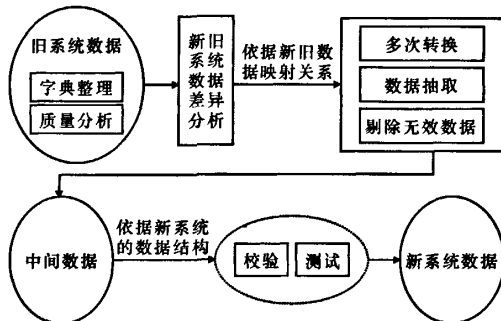 旧系统数据
字典整理
质量分析
新旧
系统
数据
差异
分析
依据新旧数
据映射关系
多次转换
数据抽取
剔除无效数据
中间数据
依据新系统
的数据结构
校验
测试
新系统数据